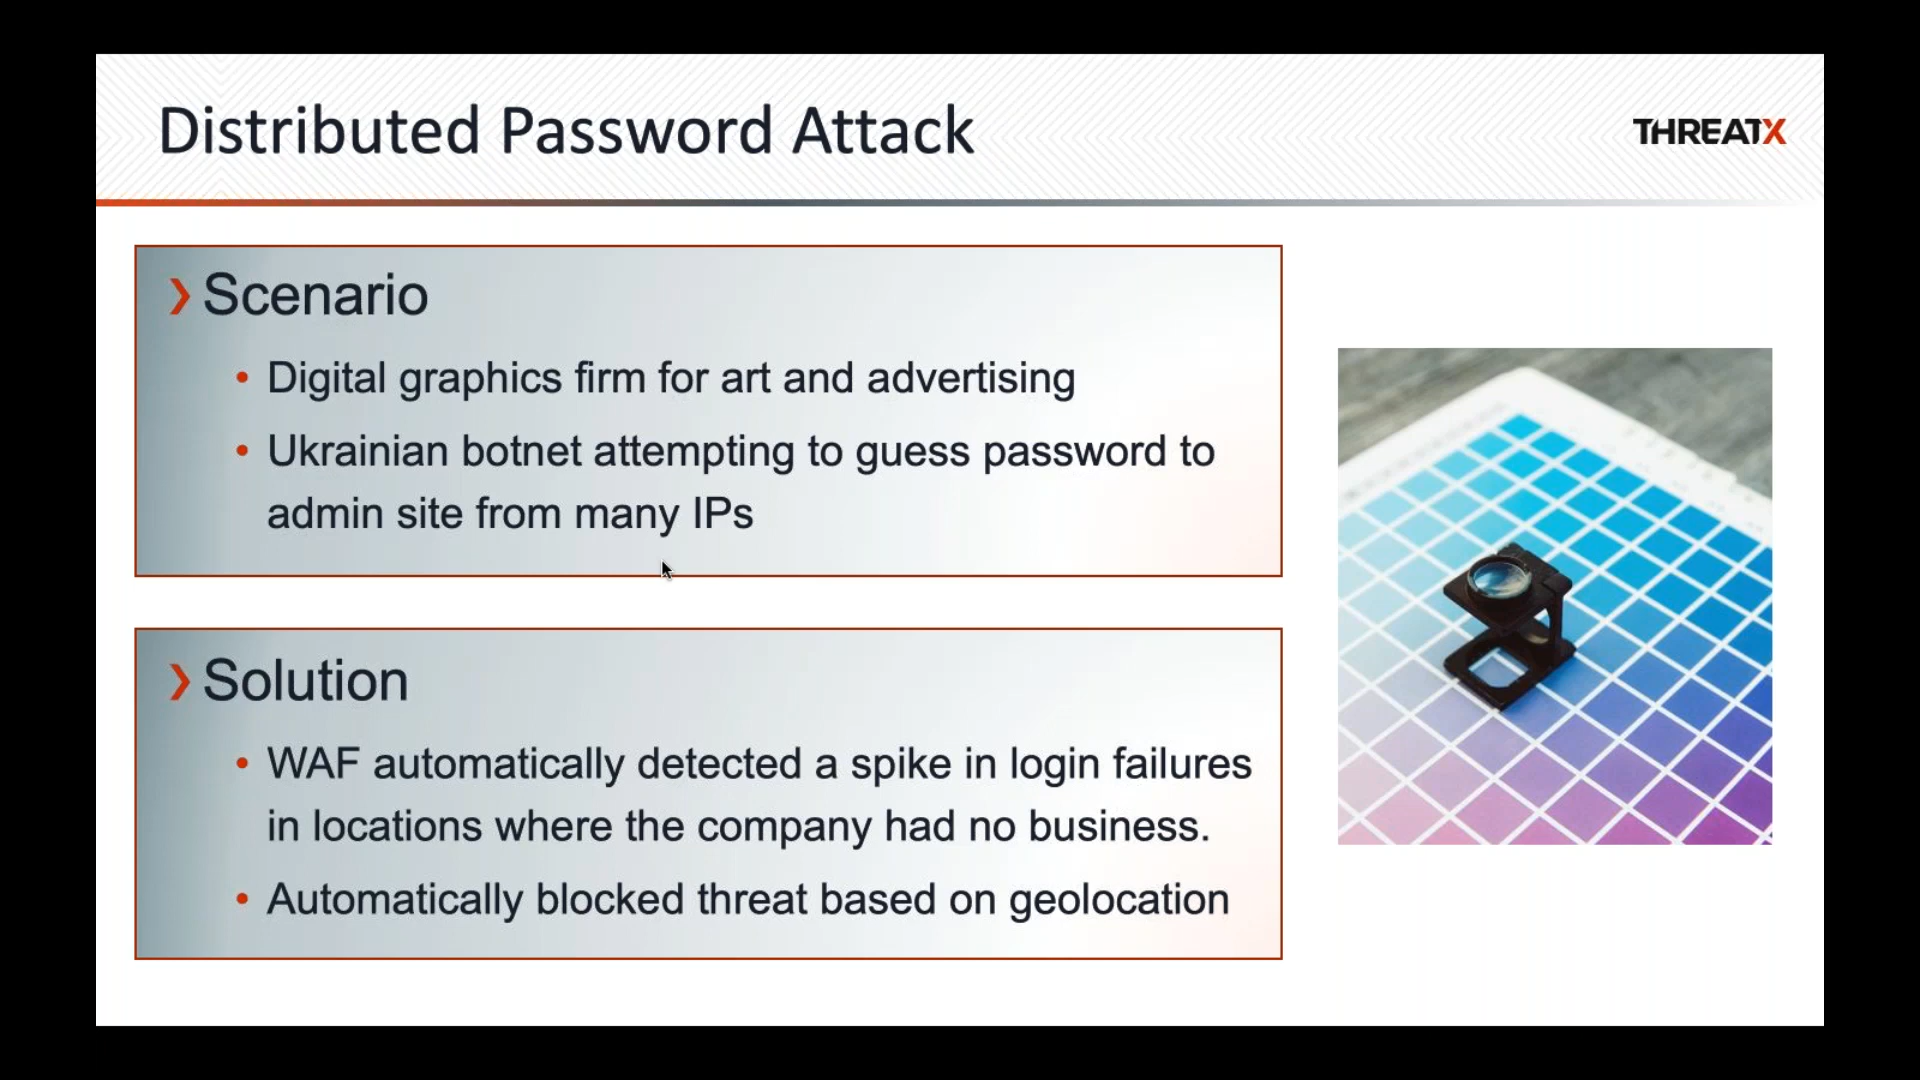 Distributed Password Attack
THREATX
❯ Scenario
• Digital graphics firm for art and advertising
• Ukrainian botnet attempting to guess password to
admin site from many IPs
❯ Solution
• WAF automatically detected a spike in login failures
in locations where the company had no business.
• Automatically blocked threat based on geolocation